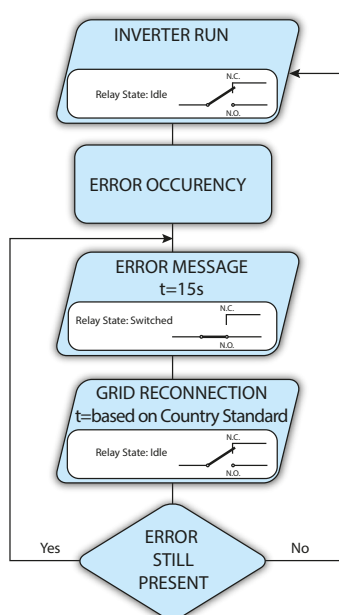 INVERTER RUN
N.C.
Relay State: Idle
N.O.
ERROR OCCURENCY
ERROR MESSAGE
t=15s
N.C.
Relay State: Switched
N.O.
GRID RECONNECTION
t=based on Country Standard
N.C.
Relay State: Idle
N.O.
Yes
ERROR
STILL
PRESENT
No